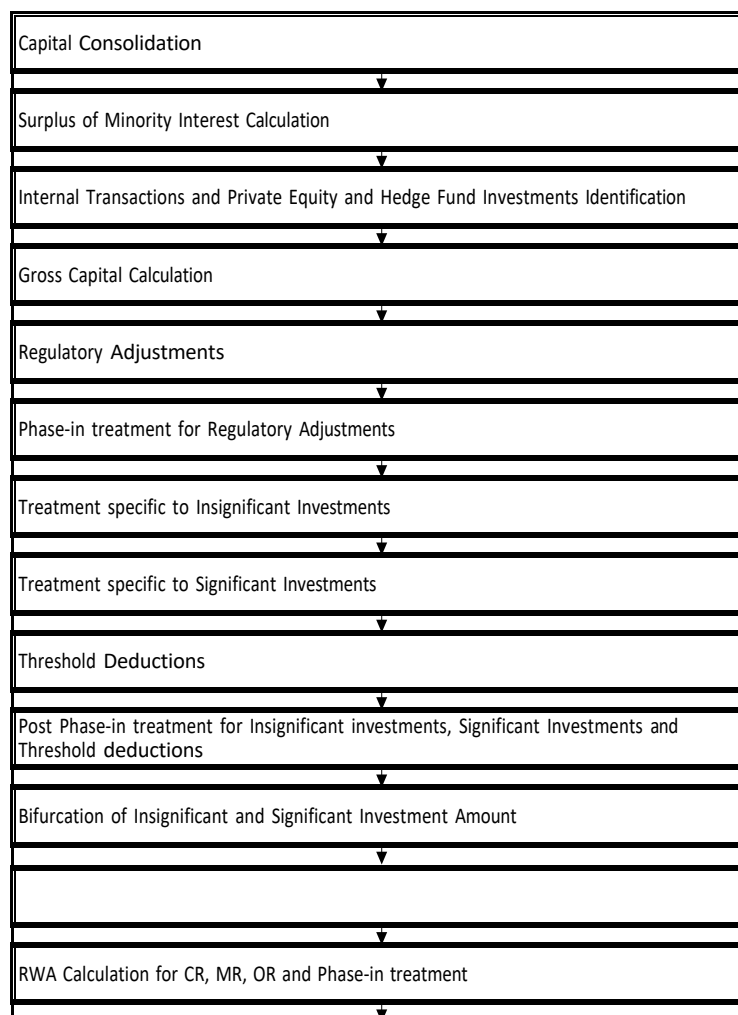 Capital Consolidation
Surplus of Minority Interest Calculation
Internal Transactions and Private Equity and Hedge Fund Investments Identification
Gross Capital Calculation
Regulatory Adjustments
Phase-in treatment for Regulatory Adjustments
Treatment specific to Insignificant Investments
Treatment specific to Significant Investments
Threshold Deductions
Post Phase-in treatment for Insignificant investments, Significant Investments and
Threshold deductions
Bifurcation of Insignificant and Significant Investment Amount
RWA Calculation for CR, MR, OR and Phase-in treatment